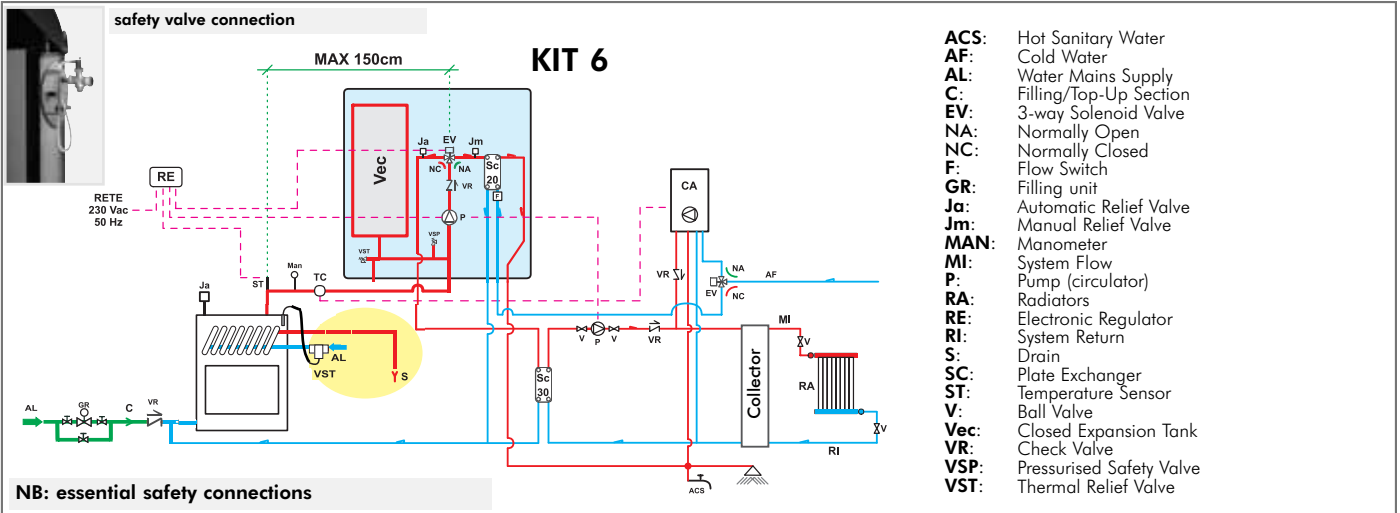 safety valve connection
KIT 6
MAX 150cm
Vec
Ja
EV
Jm
NC
NA
Sc
20
F
VR
P
VSP
VST
RE
RETE
230 Vac
50 Hz
ST
Man
TC
Ja
AL
VST
S
AL
GR
C
VR
CA
VR
NA
EV
NC
AF
V
P
V
VR
Sc
30
Collector
MI
V
RA
V
RI
ACS
NB: essential safety connections
ACS: Hot Sanitary Water
AF: Cold Water
AL: Water Mains Supply
C: Filling/Top-Up Section
EV: 3-way Solenoid Valve
NA: Normally Open
NC: Normally Closed
F: Flow Switch
GR: Filling unit
Ja: Automatic Relief Valve
Jm: Manual Relief Valve
MAN: Manometer
MI: System Flow
P: Pump (circulator)
RA: Radiators
RE: Electronic Regulator
RI: System Return
S: Drain
SC: Plate Exchanger
ST: Temperature Sensor
V: Ball Valve
Vec: Closed Expansion Tank
VR: Check Valve
VSP: Pressurised Safety Valve
VST: Thermal Relief Valve